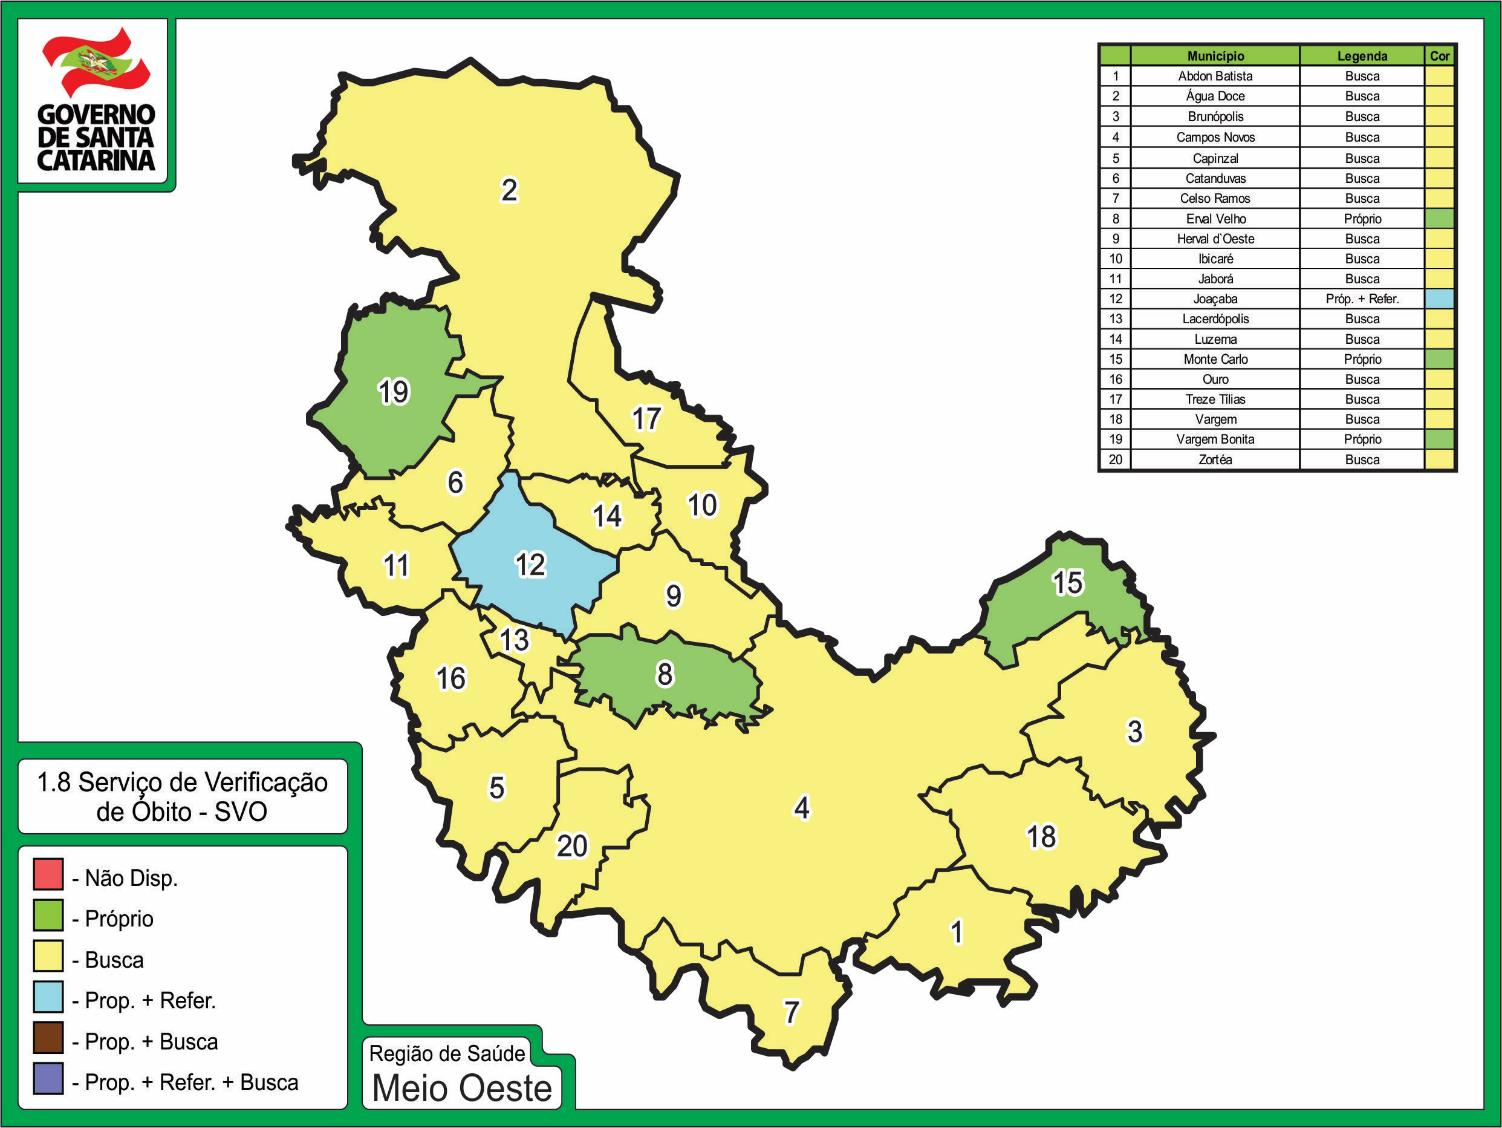 GOVERNO
DE SANTA
CATARINA
Município Legenda Cor
1 Abdon Batista Busca
2 Água Doce Busca
3 Brunópolis Busca
4 Campos Novos Busca
5 Capinzal Busca
6 Catanduvas Busca
7 Celso Ramos Busca
8 Erval Velho Próprio
9 Herval d`Oeste Busca
10 Ibicaré Busca
11 Jaborá Busca
12 Joaçaba Próp. + Refer.
13 Lacerdópolis Busca
14 Luzerna Busca
15 Monte Carlo Próprio
16 Ouro Busca
17 Treze Tílias Busca
18 Vargem Busca
19 Vargem Bonita Próprio
20 Zortéa Busca
2
19
17
6
14
10
12
11
9
15
13
8
16
3
5
4
20
18
1
7
1.8 Serviço de Verificação
de Óbito - SVO
- Não Disp.
- Próprio
- Busca
- Prop. + Refer.
- Prop. + Busca
- Prop. + Refer. + Busca
Região de Saúde
Meio Oeste